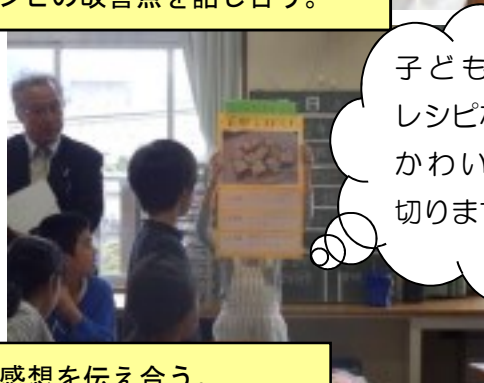 シピの改善点を話し合う。
子ども
レシピ
かわい
切りま
感想を伝え合う。